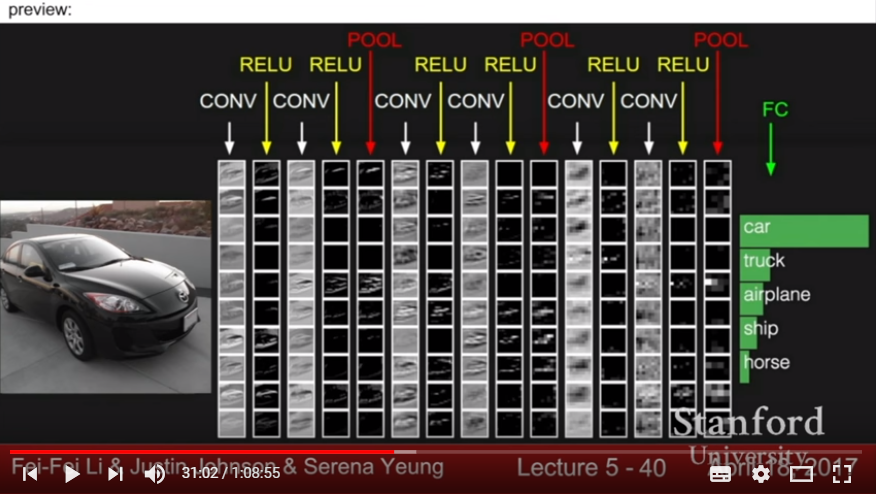 preview:
POOL POOL POOL
RELU RELU RELU RELU RELU RELU
CONV CONV CONV CONV CONV CONV
FC
car
truck
airplane
ship
horse
Stanford
University
Fei-Fei Li & Justin Johnson & Serena Yeung Lecture 5 - 40 April 18, 2017
31:02 / 1:08:55